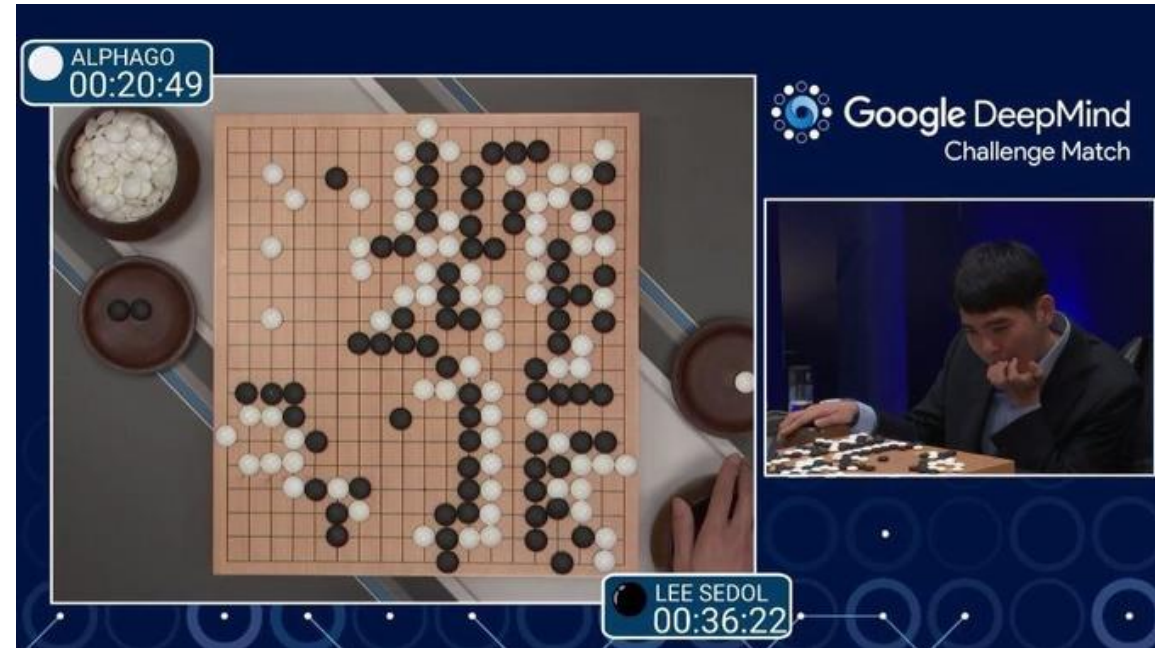 ALPHAGO
00:20:49
Google DeepMind
Challenge Match
LEE SEDOL
00:36:22